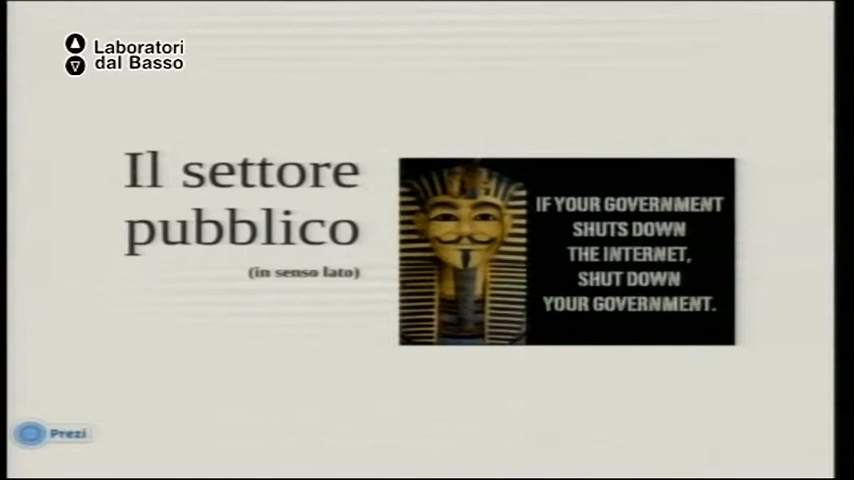 Laboratori
dal Basso
Il settore
pubblico
(in senso lato)
IF YOUR GOVERNMENT
SHUTS DOWN
THE INTERNET,
SHUT DOWN
YOUR GOVERNMENT.
Prezi